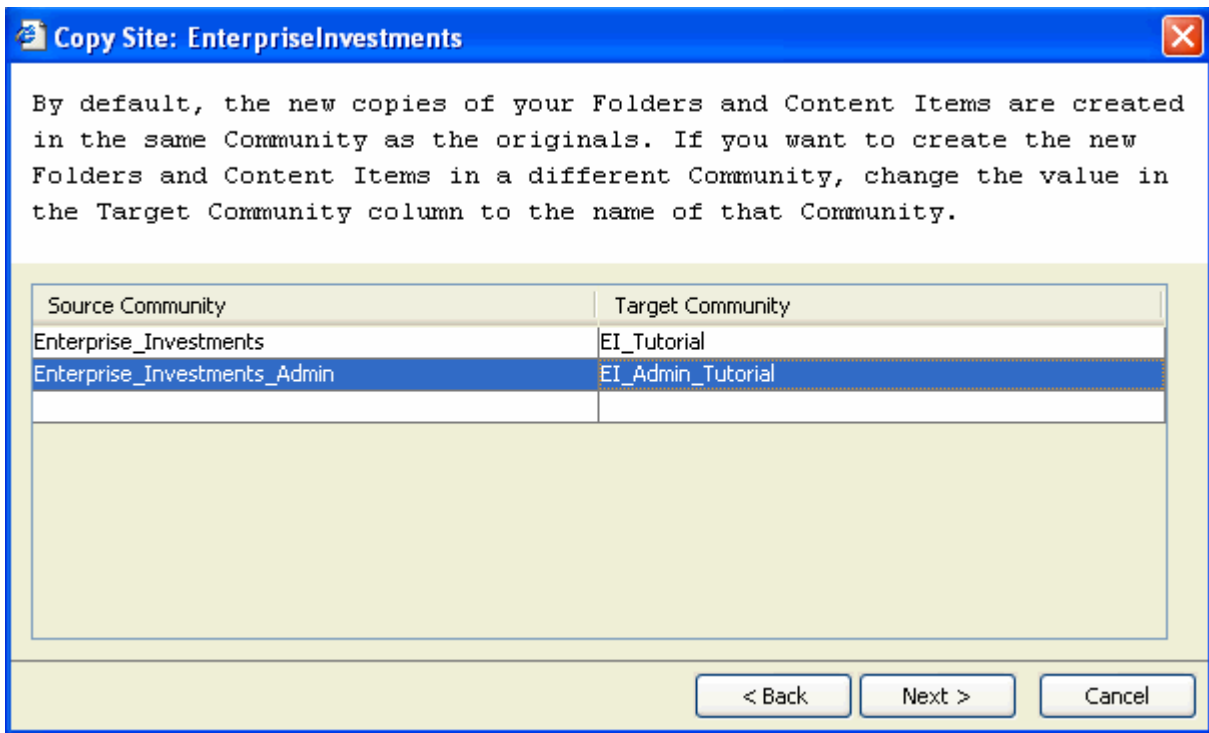 Copy Site: EnterpriseInvestments
By default, the new copies of your Folders and Content Items are created
in the same Community as the originals. If you want to create the new
Folders and Content Items in a different Community, change the value in
the Target Community column to the name of that Community.
Source Community Target Community
Enterprise_Investments EI_Tutorial
Enterprise_Investments_Admin EI_Admin_Tutorial
< Back Next > Cancel